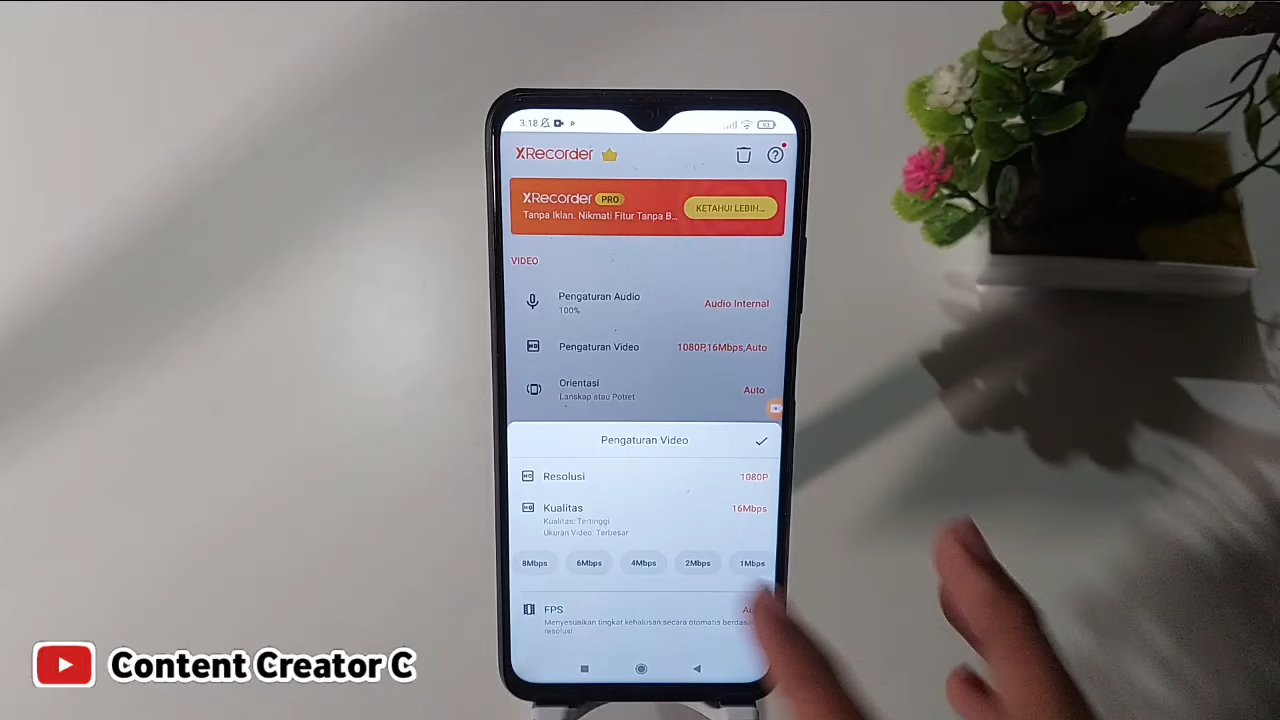 3:18
93
XRecorder
XRecorder PRO
Tanpa Iklan. Nikmati Fitur Tanpa B...
KETAHUI LEBIH...
VIDEO
Pengaturan Audio
100%
Audio Internal
Pengaturan Video
1080P,16Mbps,Auto
Orientasi
Lanskap atau Potret
Auto
Pengaturan Video
Resolusi
1080P
Kualitas
16Mbps
Kualitas: Tertinggi
Ukuran Video: Terbesar
8Mbps 6Mbps 4Mbps 2Mbps 1Mbps
FPS
Menyesuaikan tingkat kehalusan secara otomatis
resolusi
Content Creator C